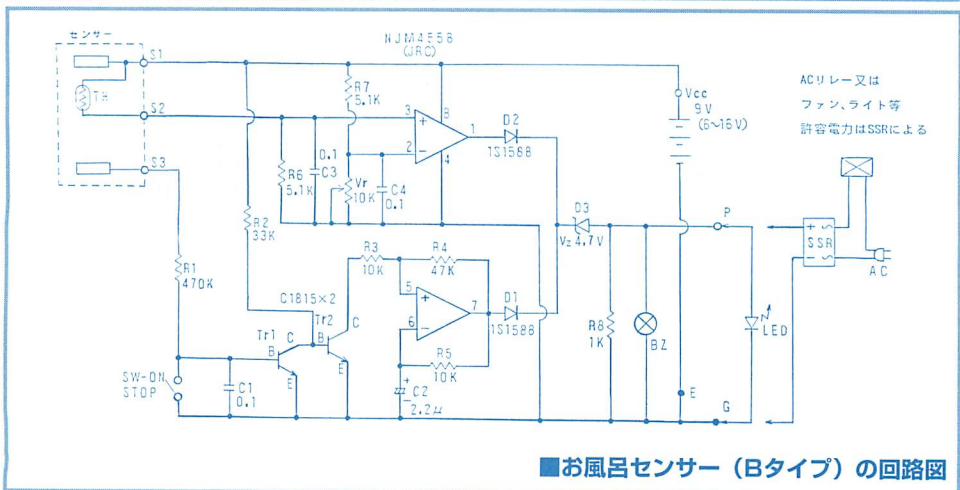 センサー
S1
TH
S2
S3
NJM4558
(JRC)
R7
5.1K
3
8
1
2
4
D2
1S1588
Vcc
9V
(6~16V)
ACリレー又は
ファン、ライト等
許容電力はSSRによる
0.1
C3
R6
5.1K
Vr
10K
C4
0.1
R2
33K
R3
10K
R4
47K
D3
Vz4.7V
P
SSR
AC
R1
470K
C1815×2
Tr1
Tr2
B
C
E
B
C
E
5
6
7
D1
1S1588
R5
10K
C2
2.2μ
R8
1K
BZ
LED
SW-ON
STOP
C1
0.1
E
G
■お風呂センサー(Bタイプ)の回路図